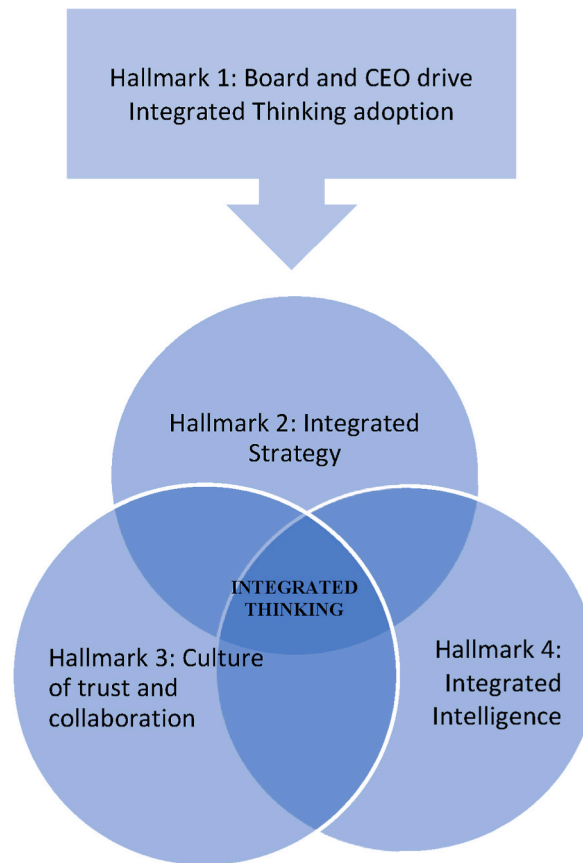 Hallmark 1: Board and CEO drive
Integrated Thinking adoption
Hallmark 2: Integrated
Strategy
INTEGRATED
THINKING
Hallmark 3: Culture
of trust and
collaboration
Hallmark 4:
Integrated
Intelligence